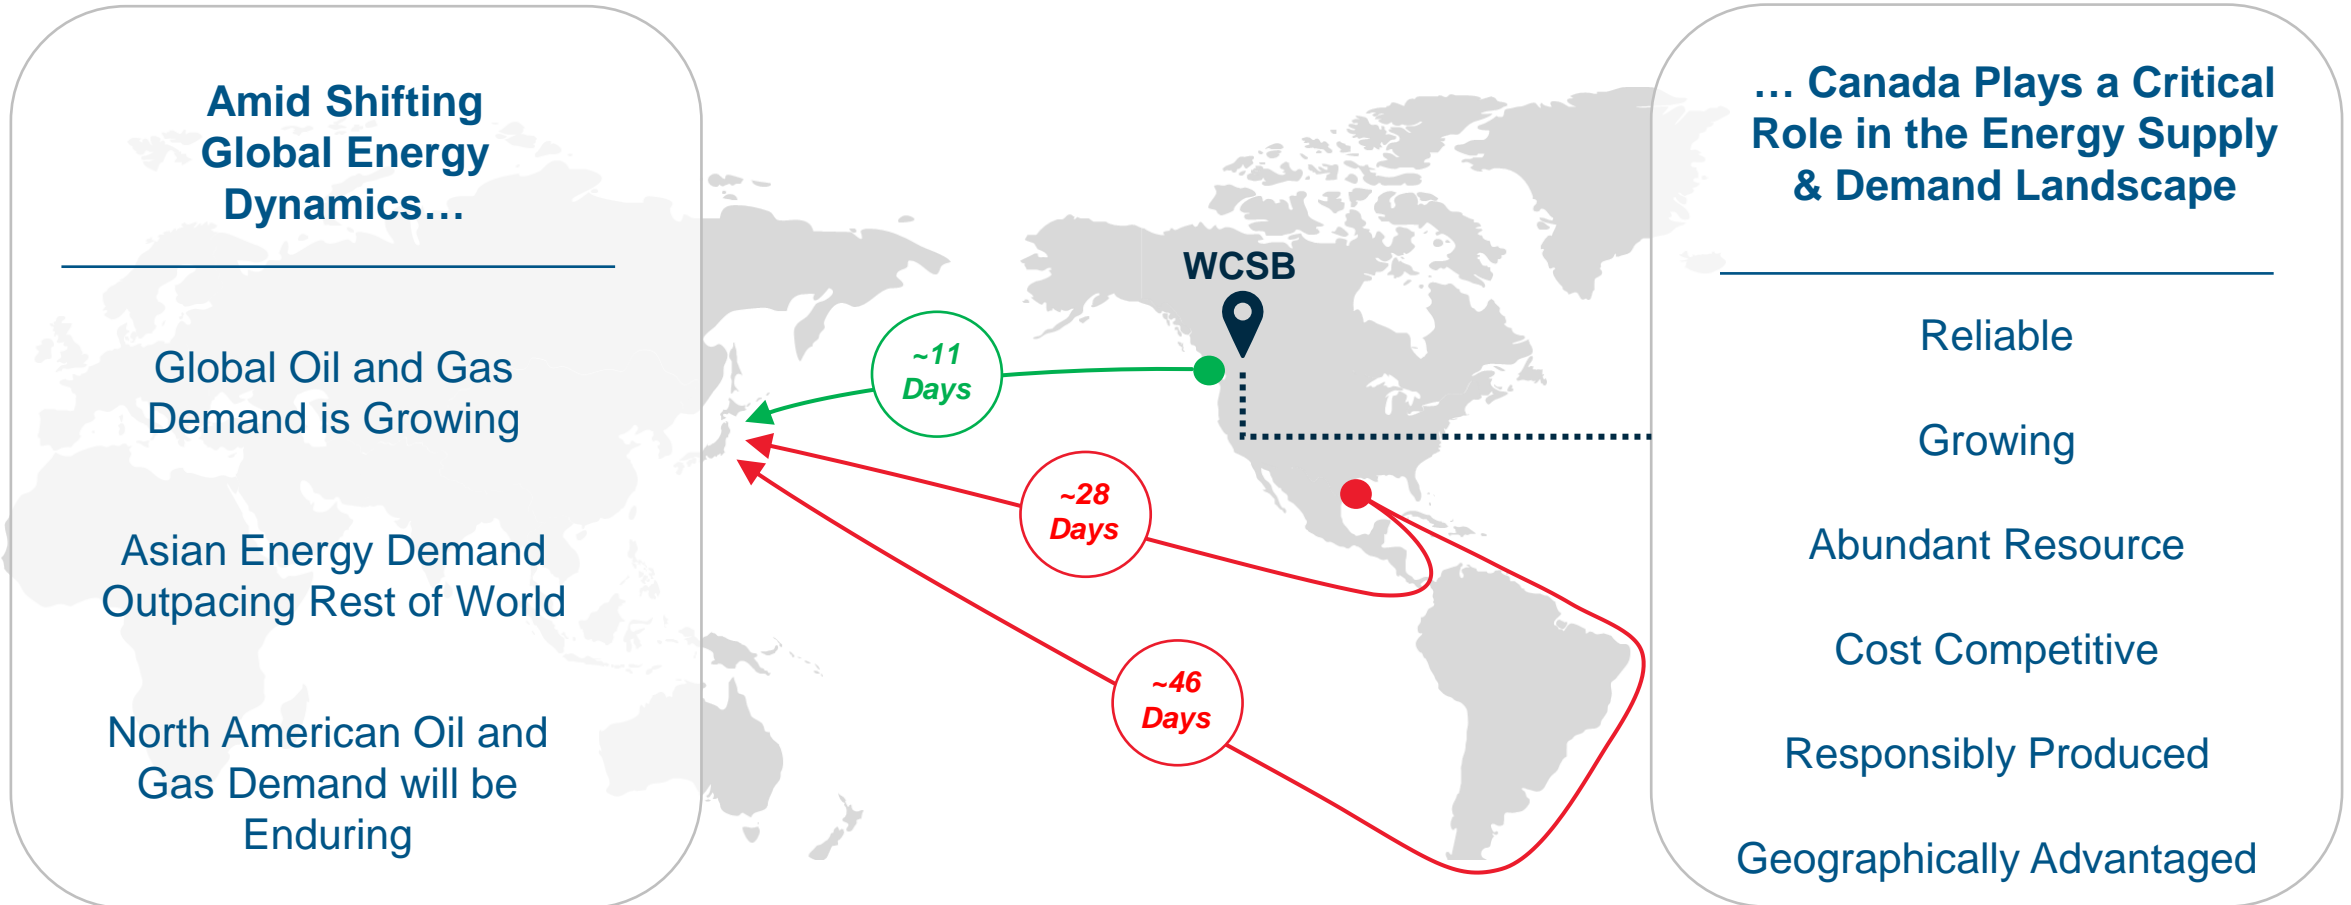 Amid Shifting
Global Energy
Dynamics…
Global Oil and Gas
Demand is Growing
Asian Energy Demand
Outpacing Rest of World
North American Oil and
Gas Demand will be
Enduring
WCSB
~11
Days
~28
Days
~46
Days
… Canada Plays a Critical
Role in the Energy Supply
& Demand Landscape
Reliable
Growing
Abundant Resource
Cost Competitive
Responsibly Produced
Geographically Advantaged